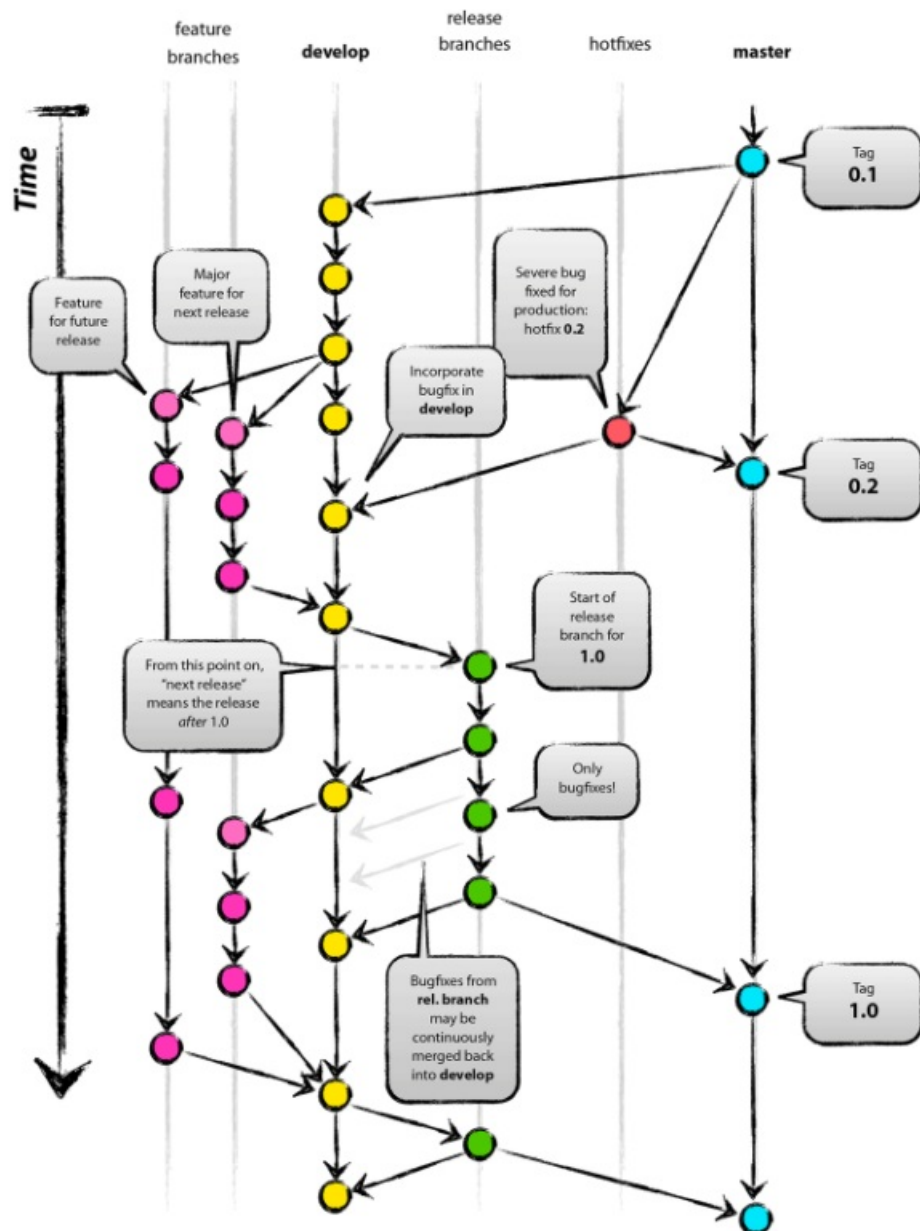 feature
branches
develop
release
branches
hotfixes
master
Time
Tag
0.1
Major
feature for
next release
Severe bug
fixed for
production:
hotfix 0.2
Feature
for future
release
Incorporate
bugfix in
develop
Tag
0.2
Start of
release
branch for
1.0
From this point on,
“next release”
means the release
after 1.0
Only
bugfixes!
Bugfixes from
rel. branch
may be
continuously
merged back
into develop
Tag
1.0